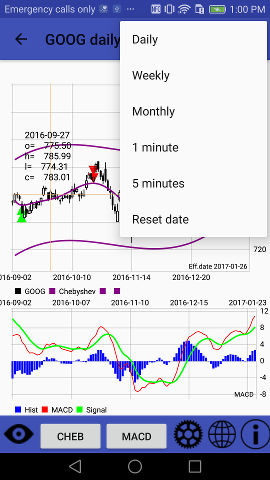 Emergency calls only 1:00 PM
GOOG daily
Daily
Weekly
Monthly
1 minute
5 minutes
Reset date
2016-09-27
o= 775.50
h= 785.99
l= 774.31
c= 783.01
720
Eff.date 2017-01-26
2016-09-02 2016-10-10 2016-11-14 2016-12-20
GOOG Chebyshev
2016-09-02 2016-10-07 2016-11-10 2016-12-15 2017-01-23
12
8
4
0
-4
-8
MACD
Hist MACD Signal
CHEB MACD